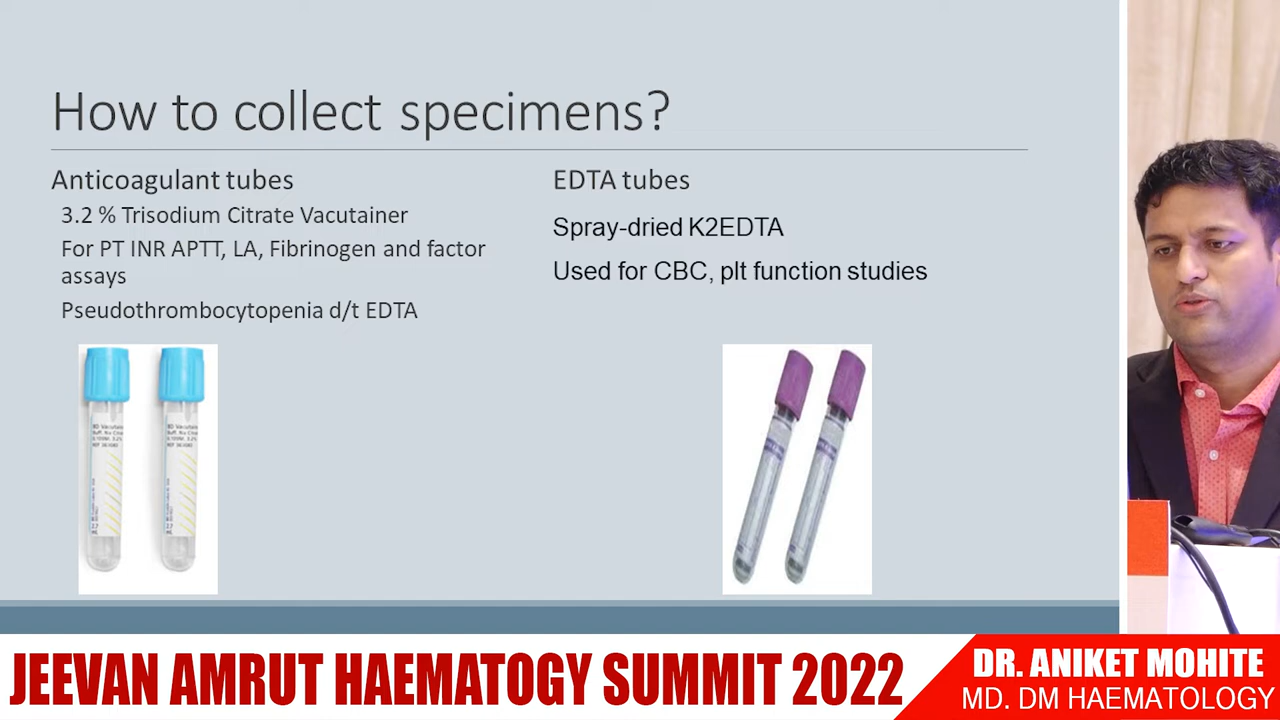 How to collect specimens?
Anticoagulant tubes
3.2 % Trisodium Citrate Vacutainer
For PT INR APTT, LA, Fibrinogen and factor
assays
Pseudothrombocytopenia d/t EDTA
EDTA tubes
Spray-dried K2EDTA
Used for CBC, plt function studies
BD Vacutaine
JEEVAN AMRUT HAEMATOGY SUMMIT 2022
DR. ANIKET MOHITE
MD. DM HAEMATOLOGY